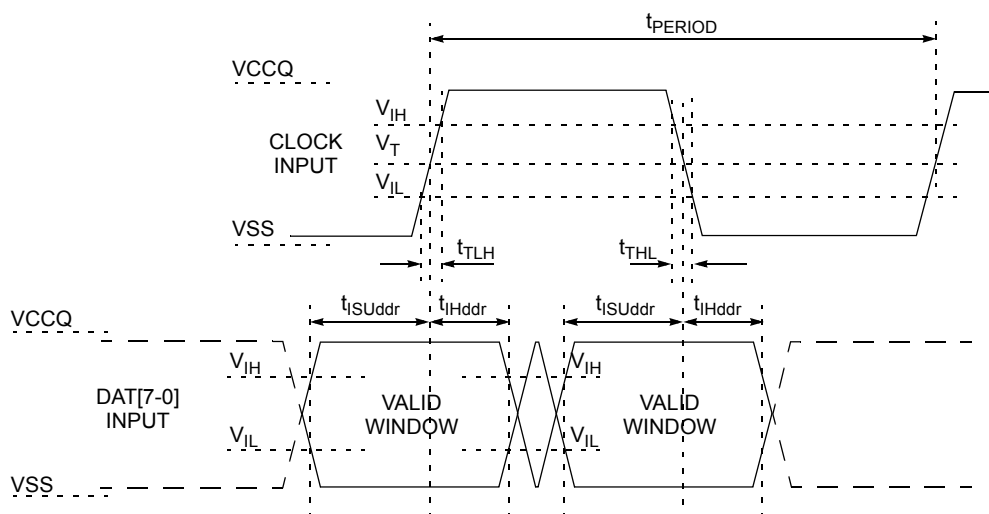 tPERIOD
VCCQ
VIH
CLOCK
INPUT
VT
VIL
VSS
tTLH
tTHL
tISUddr
tIHddr
tISUddr
tIHddr
VCCQ
VIH
VIH
DAT[7-0]
INPUT
VALID
WINDOW
VALID
WINDOW
VIL
VIL
VSS